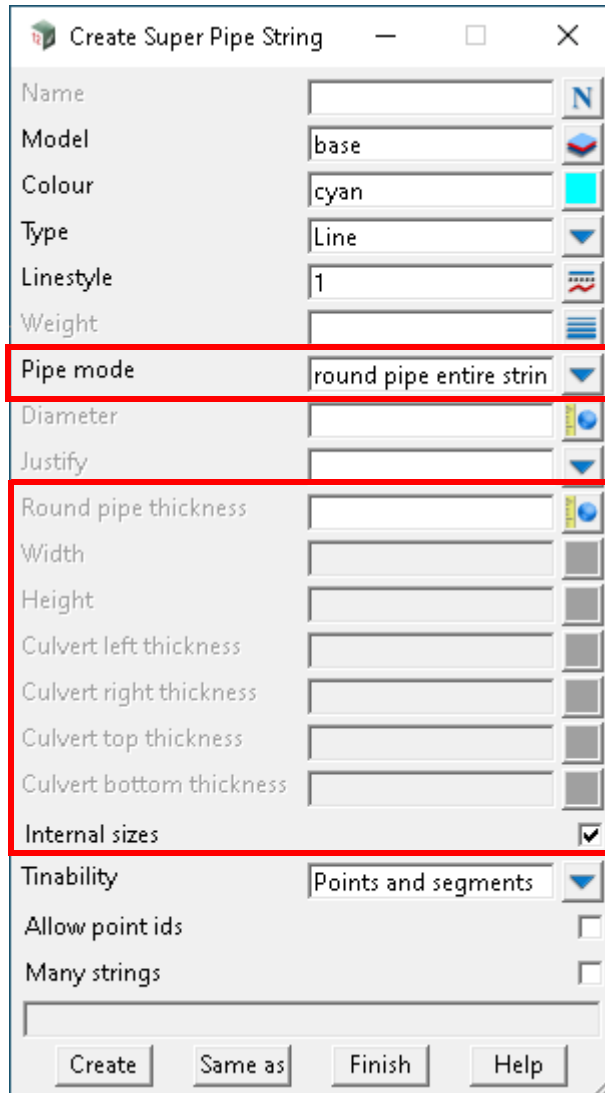 Create Super Pipe String
Name
Model base
Colour cyan
Type Line
Linestyle 1
Weight
Pipe mode round pipe entire strin
Diameter
Justify
Round pipe thickness
Width
Height
Culvert left thickness
Culvert right thickness
Culvert top thickness
Culvert bottom thickness
Internal sizes
Tinability Points and segments
Allow point ids
Many strings
Create Same as Finish Help